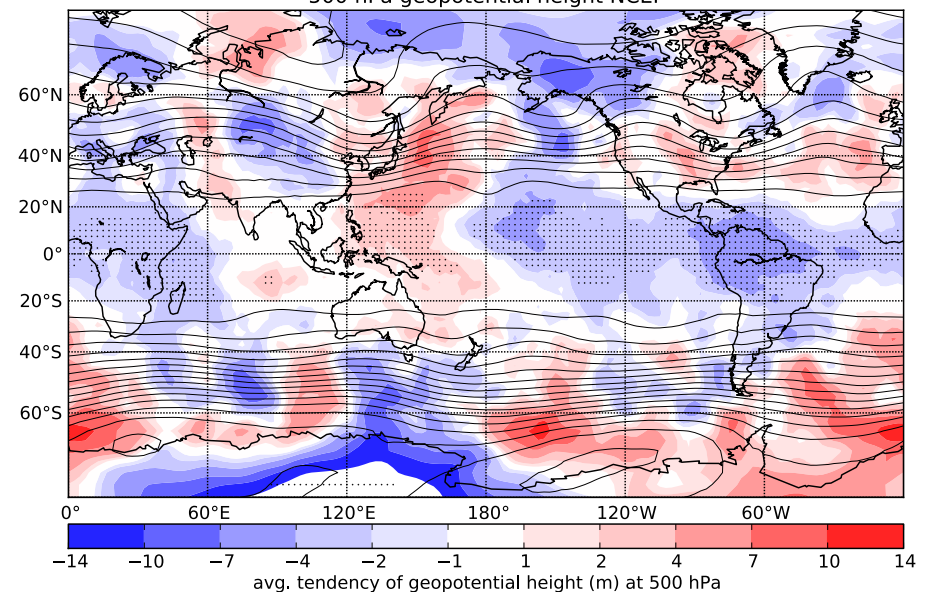 60°N
40°N
20°N
0°
20°S
40°S
60°S
0° 60°E 120°E 180° 120°W 60°W
−14 −10 −7 −4 −2 −1 1 2 4 7 10 14
avg. tendency of geopotential height (m) at 500 hPa